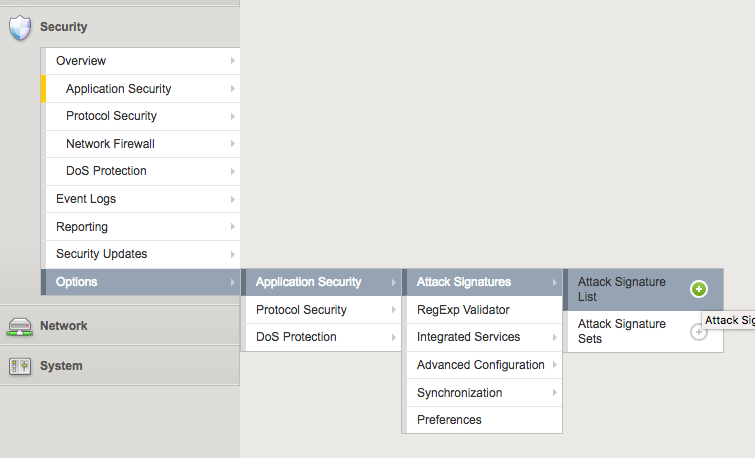 Security
Overview
Application Security
Protocol Security
Network Firewall
DoS Protection
Event Logs
Reporting
Security Updates
Options
Application Security
Protocol Security
DoS Protection
Attack Signatures
RegExp Validator
Integrated Services
Advanced Configuration
Synchronization
Preferences
Attack Signature
List
Attack Signature
Sets
Attack Sig
Network
System